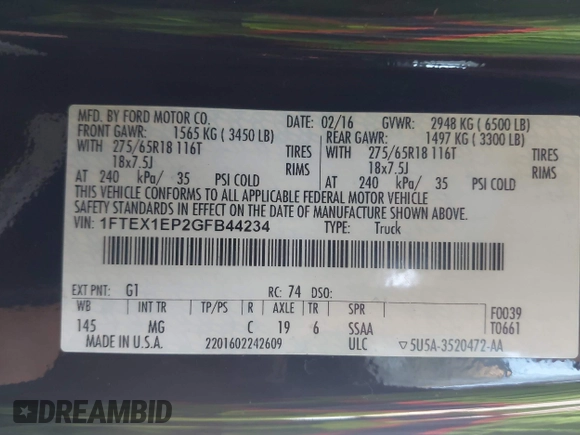 MFD. BY FORD MOTOR CO. DATE: 02/16 GVWR: 2948 KG ( 6500 LB)
FRONT GAWR: 1565 KG ( 3450 LB) REAR GAWR: 1497 KG ( 3300 LB)
WITH 275/65R18 116T TIRES WITH 275/65R18 116T TIRES
18x7.5J RIMS 18x7.5J RIMS
AT 240 kPa/ 35 PSI COLD AT 240 kPa/ 35 PSI COLD
THIS VEHICLE CONFORMS TO ALL APPLICABLE FEDERAL MOTOR VEHICLE
SAFETY STANDARDS IN EFFECT ON THE DATE OF MANUFACTURE SHOWN ABOVE.
VIN: 1FTEX1EP2GFB44234 TYPE: Truck
EXT PNT: G1 RC: 74 DSO:
WB INT TR TP/PS R AXLE TR SPR F0039
145 MG C 19 6 SSAA T0661
MADE IN U.S.A. 2201602242609 ULC ▽ 5U5A-3520472-AA
DREAMBID